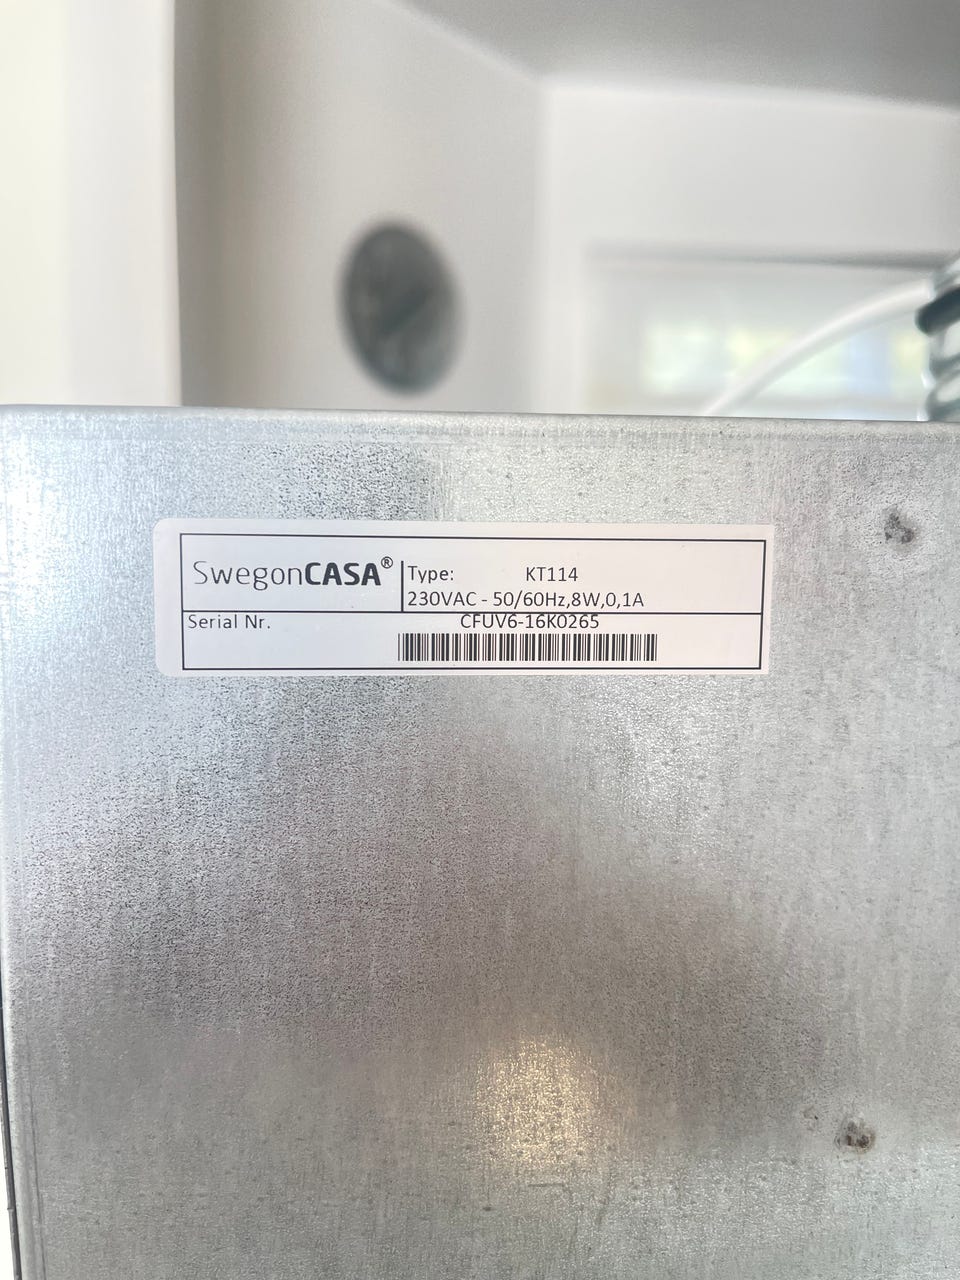 SwegonCASA®
Type: KT114
230VAC - 50/60Hz,8W,0,1A
Serial Nr. CFUV6-16K0265